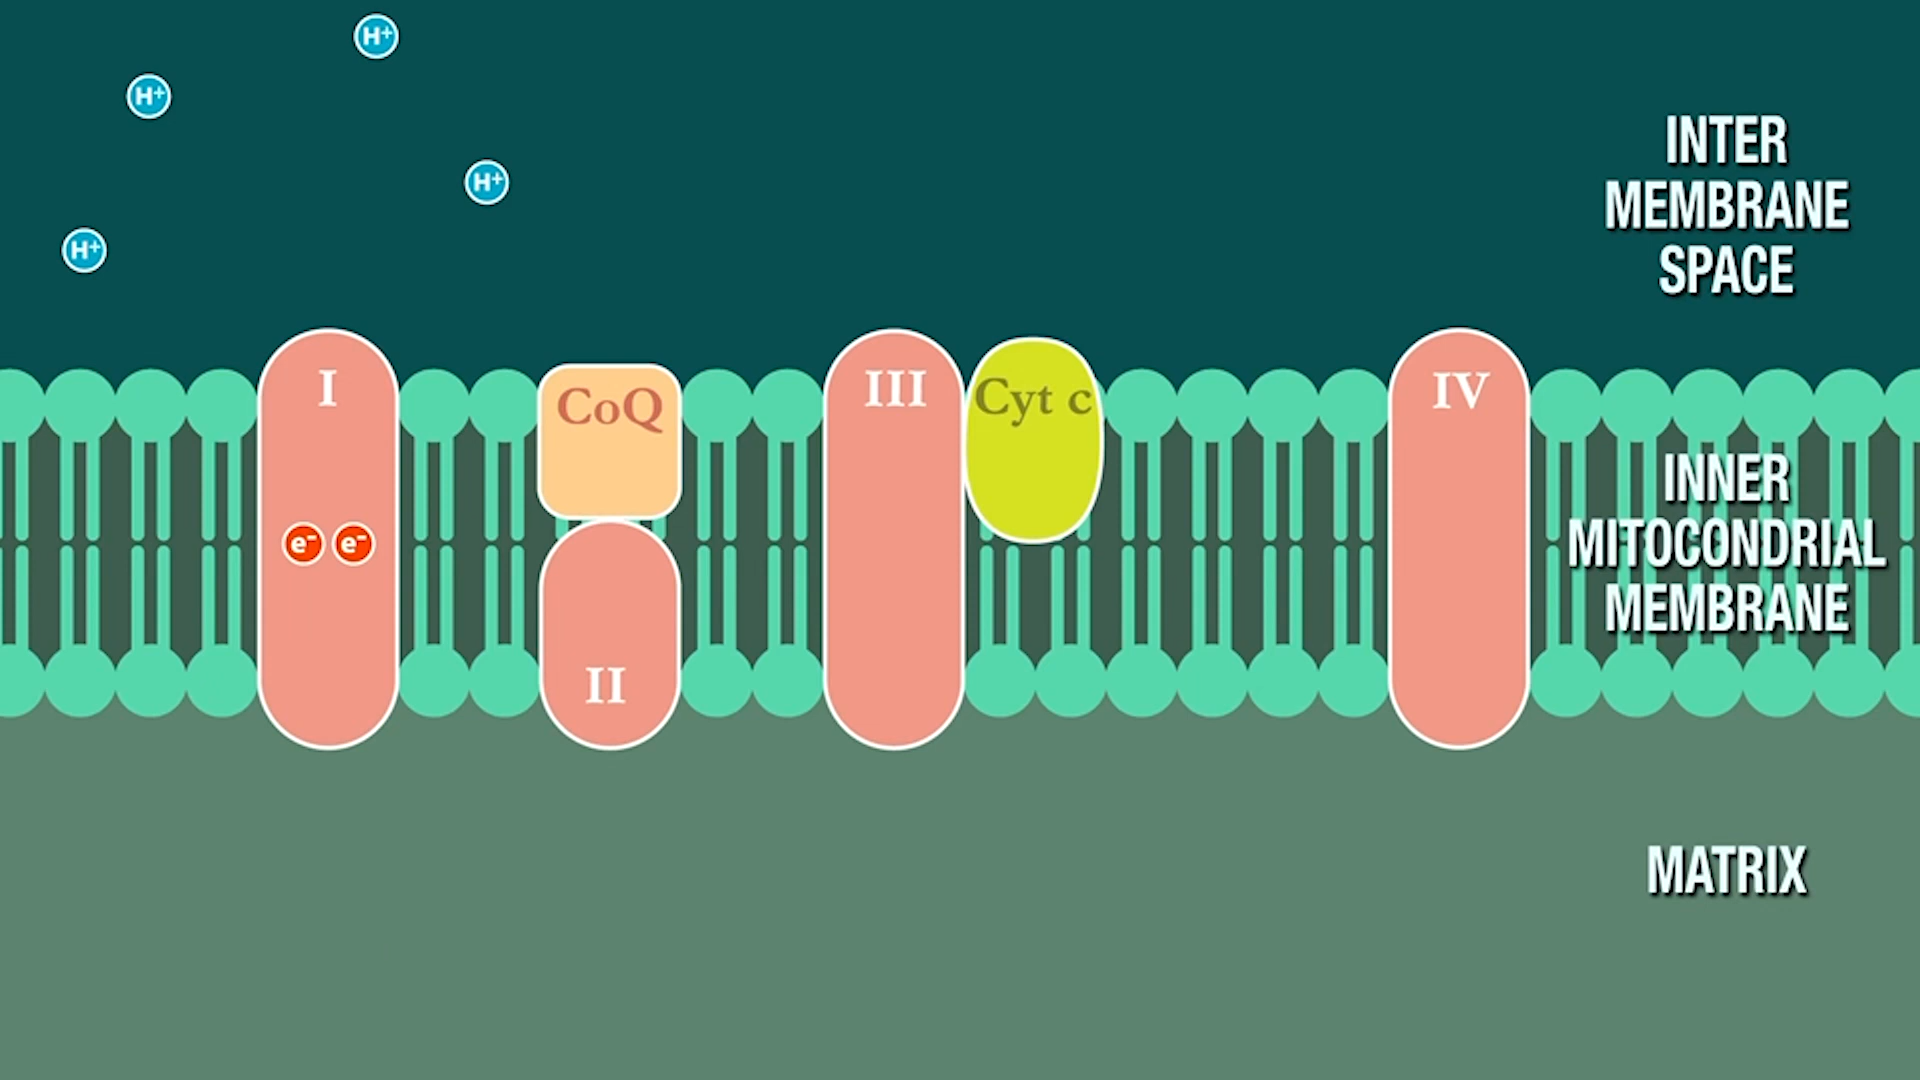 H+
H+
H+
H+
INTER
MEMBRANE
SPACE
I
CoQ
III
Cyt c
IV
e-
e-
II
INNER
MITOCONDRIAL
MEMBRANE
MATRIX